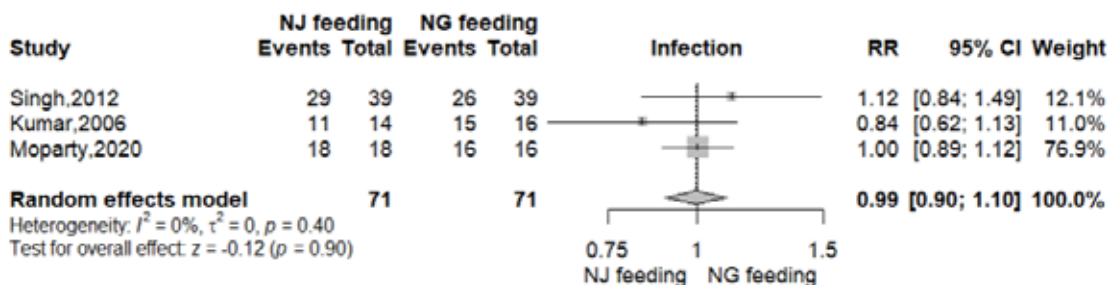 NJ feeding NG feeding
Study Events Total Events Total Infection RR 95% CI Weight
Singh,2012 29 39 26 39 1.12 [0.84; 1.49] 12.1%
Kumar,2006 11 14 15 16 0.84 [0.62; 1.13] 11.0%
Moparty,2020 18 18 16 16 1.00 [0.89; 1.12] 76.9%
Random effects model 71 71 0.99 [0.90; 1.10] 100.0%
Heterogeneity: I² = 0%, τ² = 0, p = 0.40
Test for overall effect: z = -0.12 (p = 0.90)
0.75 1 1.5
NJ feeding NG feeding